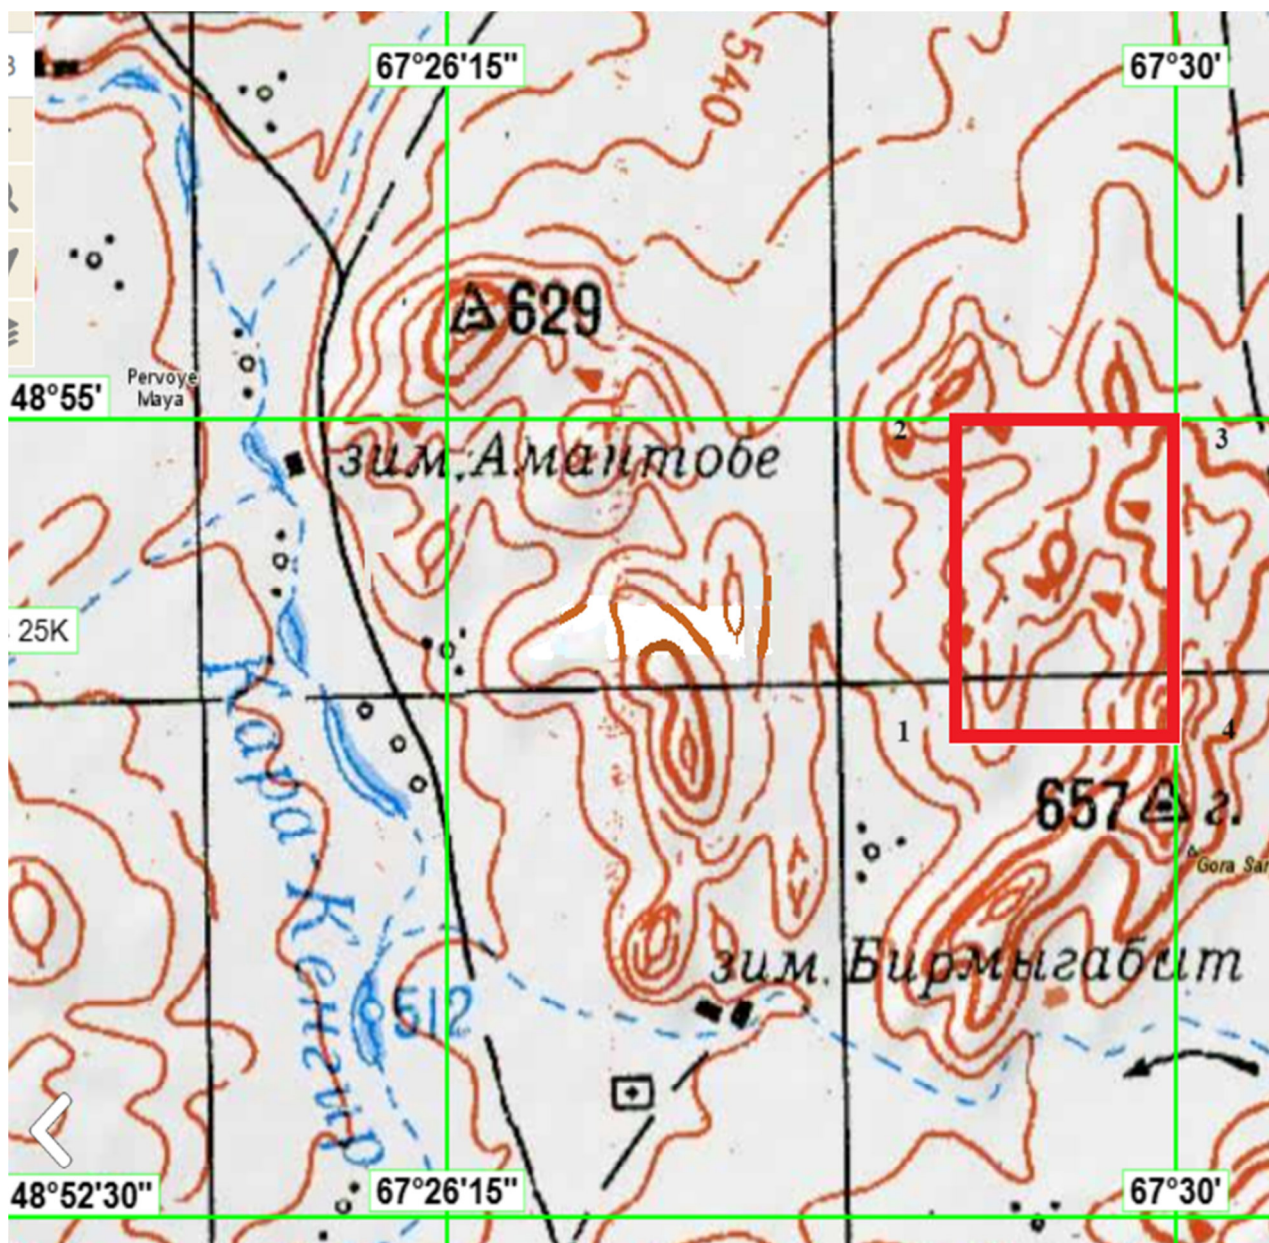 67°26'15"
67°30'
3
540
629
48°55'
Pervoye
Maya
зим. Амантобе
2
3
25K
Кара-Кенгир
1
4
657
г.
Gora Sar
зим. Бирмыгабит
512
48°52'30"
67°26'15"
67°30'